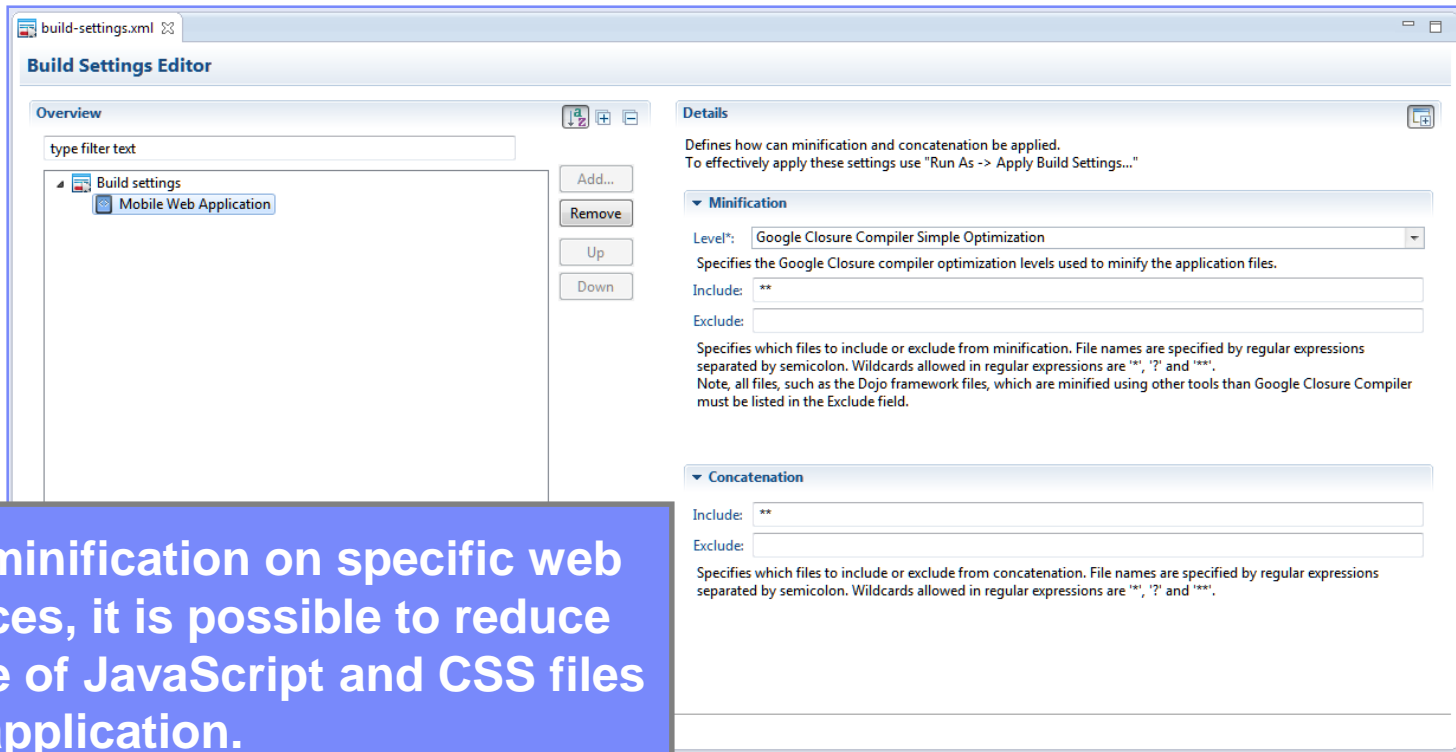 build-settings.xml
Build Settings Editor
Overview
type filter text
Build settings
Mobile Web Application
Add...
Remove
Up
Down
Details
Defines how can minification and concatenation be applied.
To effectively apply these settings use "Run As -> Apply Build Settings..."
Minification
Level*: Google Closure Compiler Simple Optimization
Specifies the Google Closure compiler optimization levels used to minify the application files.
Include: **
Exclude:
Specifies which files to include or exclude from minification. File names are specified by regular expressions
separated by semicolon. Wildcards allowed in regular expressions are '*', '?' and '**'.
Note, all files, such as the Dojo framework files, which are minified using other tools than Google Closure Compiler
must be listed in the Exclude field.
Concatenation
Include: **
Exclude:
Specifies which files to include or exclude from concatenation. File names are specified by regular expressions
separated by semicolon. Wildcards allowed in regular expressions are '*', '?' and '**'.
minification on specific web
it is possible to reduce
of JavaScript and CSS files
application.